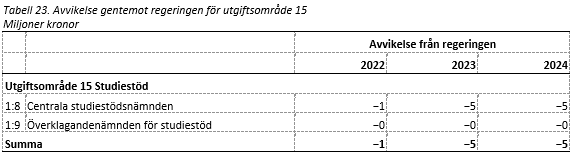 Tabell 23. Avvikelse gentemot regeringen för utgiftsområde 15
Miljoner kronor
Avvikelse från regeringen
2022 2023 2024
Utgiftsområde 15 Studiestöd
1:8 Centrala studiestödsnämnden −1 −5 −5
1:9 Överklagandenämnden för studiestöd −0 −0 −0
Summa −1 −5 −5